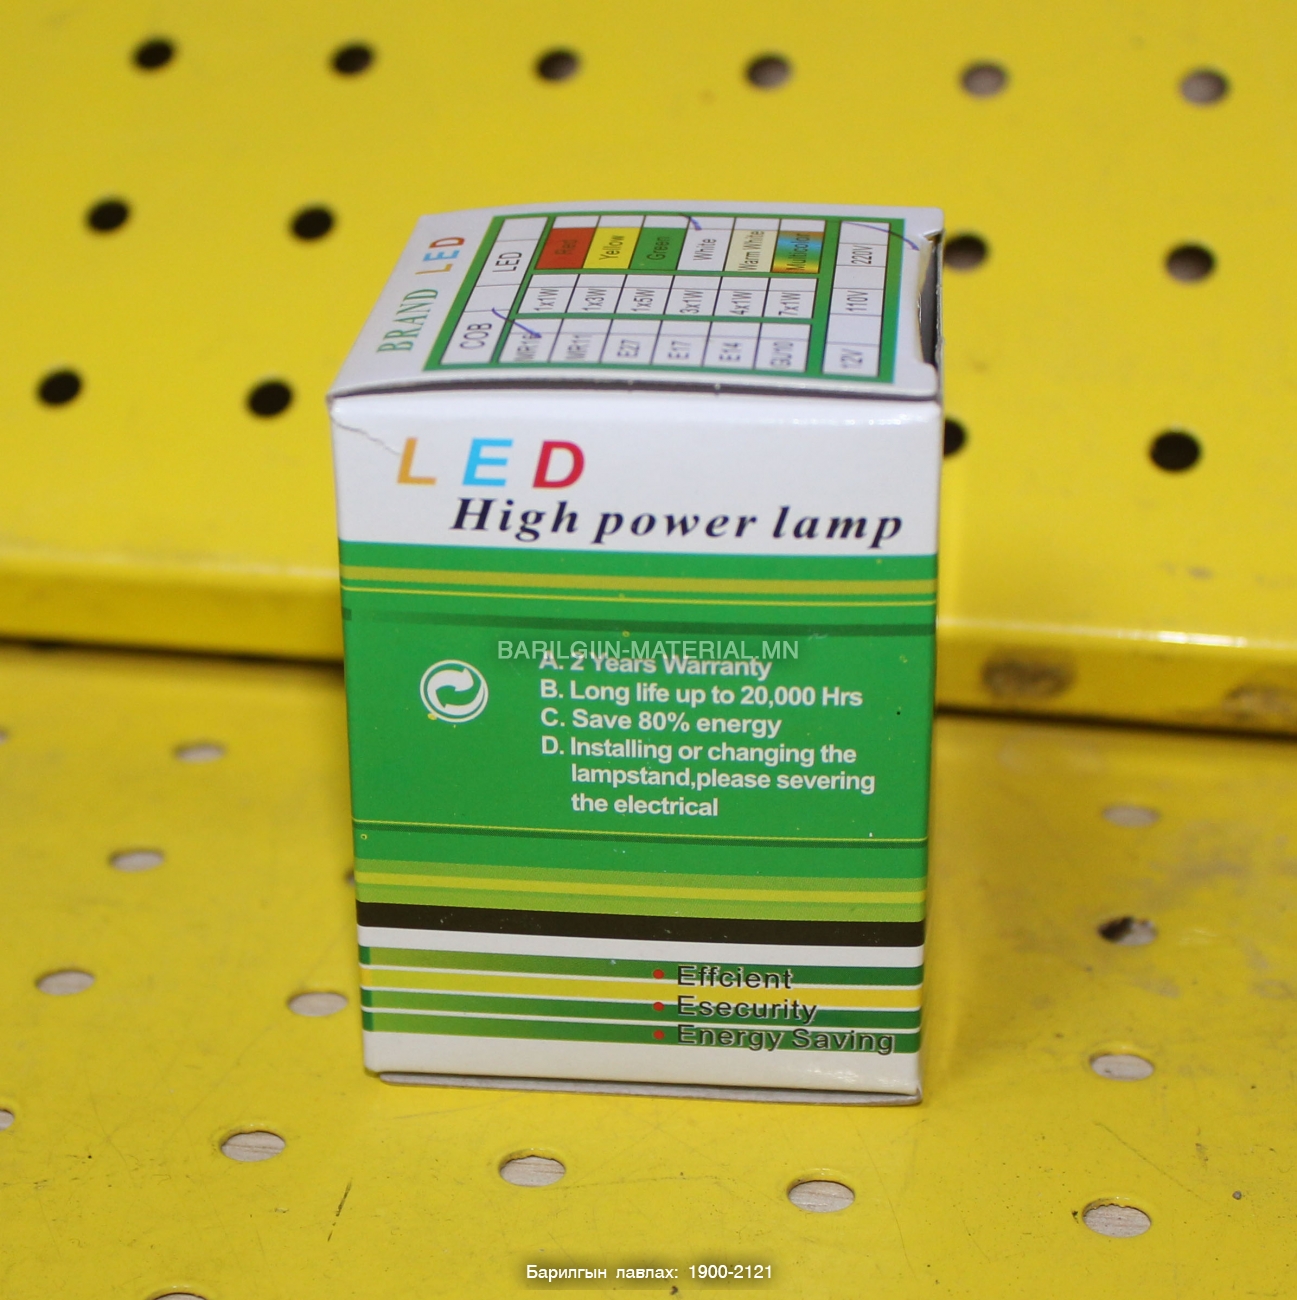 BRAND LED
COB LED
Red Yellow Green White Warm White Multicolor
1x1W 1x3W 1x5W 3x1W 4x1W 7x1W
MR16 MR11 E27 E17 E14 GU10
12V 110V 220V
LED
High power lamp
BARILGIIN-MATERIAL.MN
A. 2 Years Warranty
B. Long life up to 20,000 Hrs
C. Save 80% energy
D. Installing or changing the
lampstand,please severing
the electrical
• Effcient
• Esecurity
• Energy Saving
Барилгын лавлах: 1900-2121